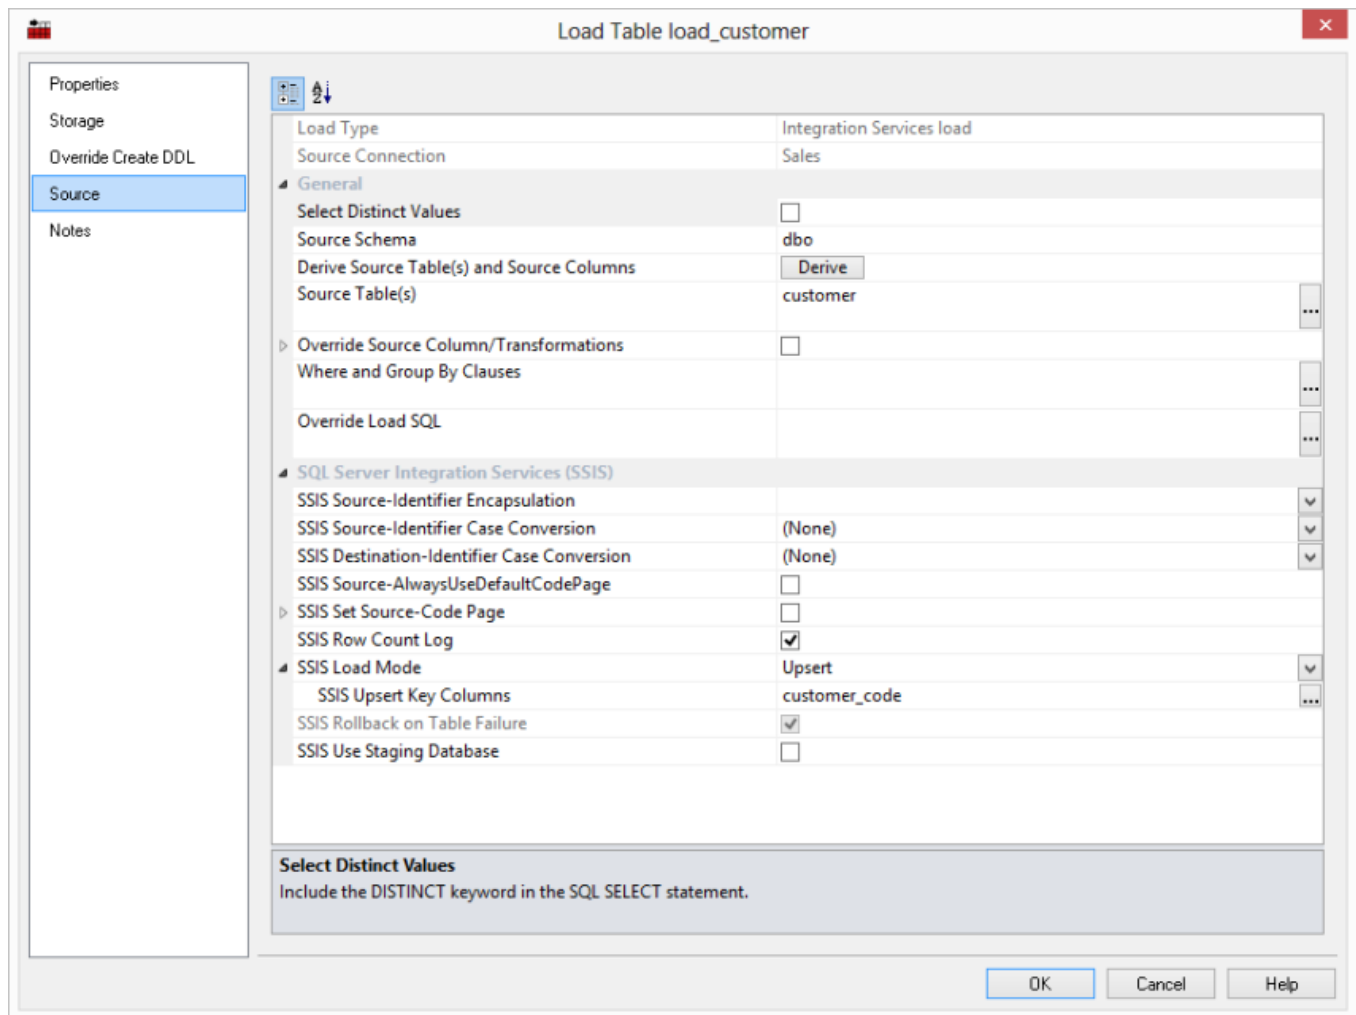 Load Table load_customer
Properties
Storage
Override Create DDL
Source
Notes
Load Type Integration Services load
Source Connection Sales
General
Select Distinct Values
Source Schema dbo
Derive Source Table(s) and Source Columns Derive
Source Table(s) customer
...
Override Source Column/Transformations
Where and Group By Clauses
...
Override Load SQL
...
SQL Server Integration Services (SSIS)
SSIS Source-Identifier Encapsulation
SSIS Source-Identifier Case Conversion (None)
SSIS Destination-Identifier Case Conversion (None)
SSIS Source-AlwaysUseDefaultCodePage
SSIS Set Source-Code Page
SSIS Row Count Log
SSIS Load Mode Upsert
SSIS Upsert Key Columns customer_code ...
SSIS Rollback on Table Failure
SSIS Use Staging Database
Select Distinct Values
Include the DISTINCT keyword in the SQL SELECT statement.
OK Cancel Help